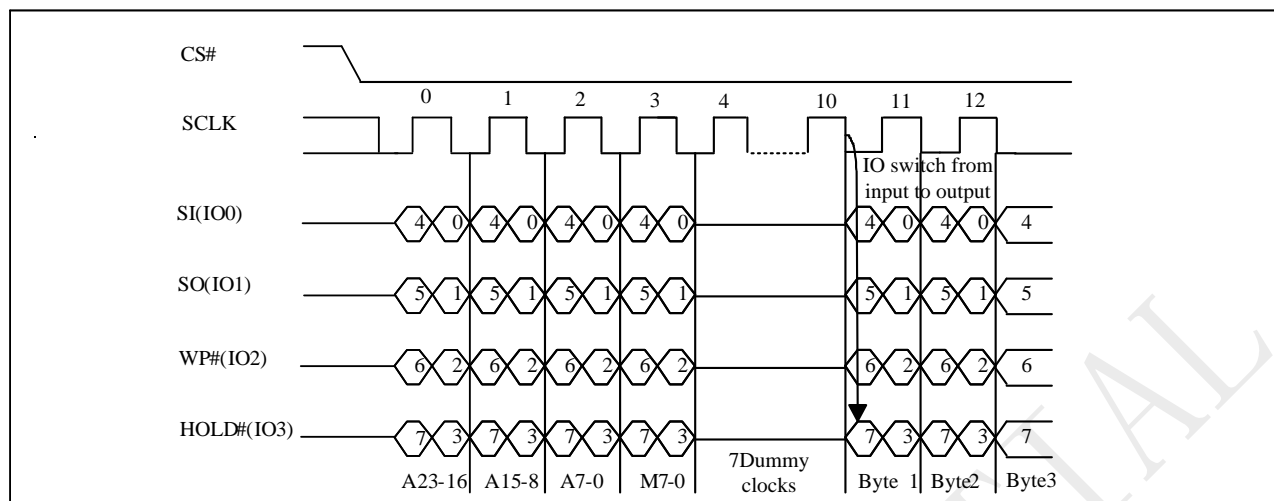 CS#
0 1 2 3 4 10 11 12
SCLK
IO switch from
input to output
SI(IO0) 4 0 4 0 4 0 4 0 4 0 4 0 4
SO(IO1) 5 1 5 1 5 1 5 1 5 1 5 1 5
WP#(IO2) 6 2 6 2 6 2 6 2 6 2 6 2 6
HOLD#(IO3) 7 3 7 3 7 3 7 3 7 3 7 3 7
A23-16 A15-8 A7-0 M7-0 7Dummy
clocks Byte 1 Byte2 Byte3